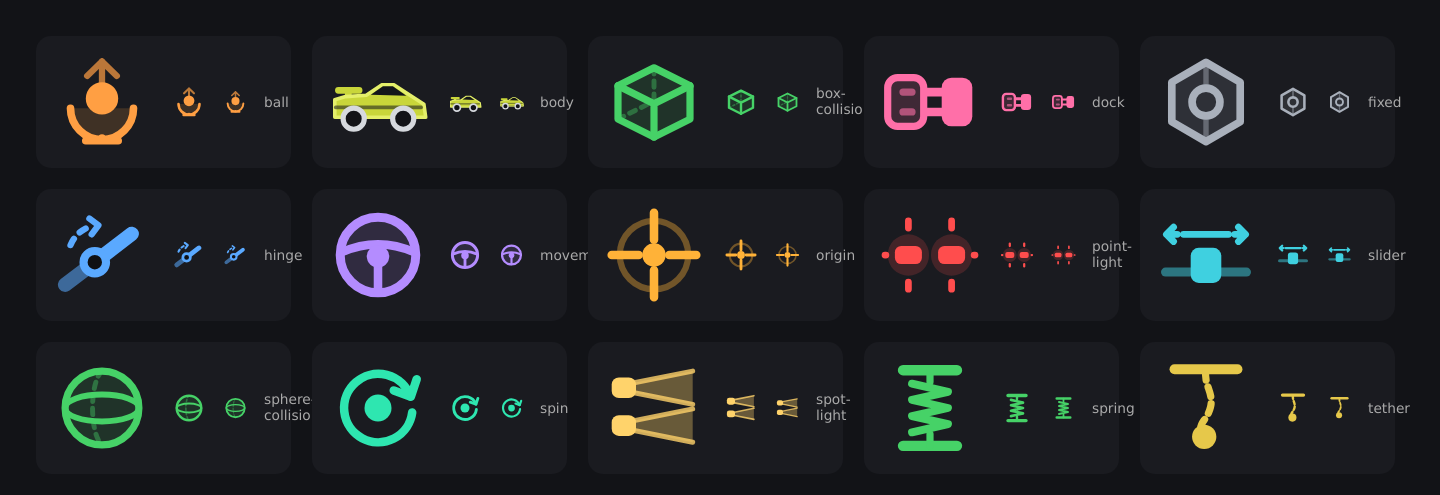 ball
body
box-
collisio
dock
fixed
hinge
movem
origin
point-
light
slider
sphere-
collisio
spin
spot-
light
spring
tether